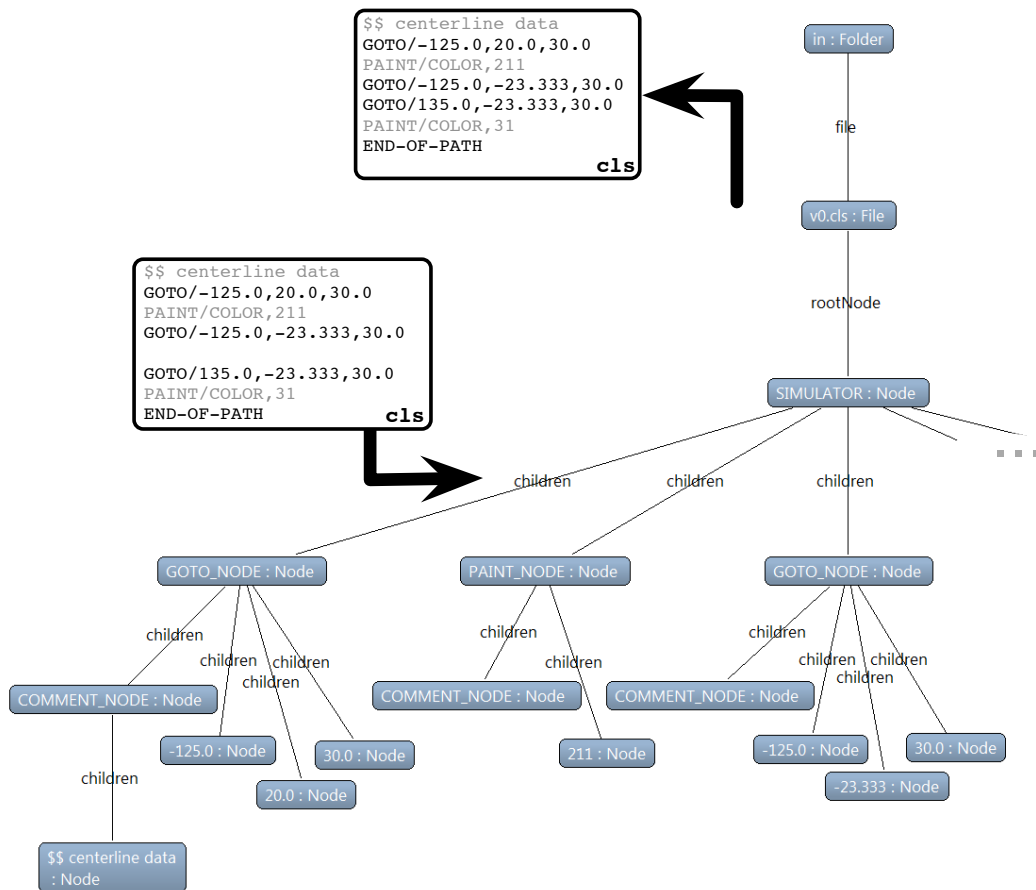 $$ centerline data
GOTO/-125.0,20.0,30.0
PAINT/COLOR,211
GOTO/-125.0,-23.333,30.0
GOTO/135.0,-23.333,30.0
PAINT/COLOR,31
END-OF-PATH
cls
in : Folder
file
v0.cls : File
rootNode
$$ centerline data
GOTO/-125.0,20.0,30.0
PAINT/COLOR,211
GOTO/-125.0,-23.333,30.0
GOTO/135.0,-23.333,30.0
PAINT/COLOR,31
END-OF-PATH
cls
SIMULATOR : Node
...
children
children
children
GOTO_NODE : Node
PAINT_NODE : Node
GOTO_NODE : Node
children
children
children
children
children
children
children
children
children
children
COMMENT_NODE : Node
COMMENT_NODE : Node
COMMENT_NODE : Node
-125.0 : Node
30.0 : Node
20.0 : Node
211 : Node
-125.0 : Node
30.0 : Node
-23.333 : Node
children
$$ centerline data
: Node